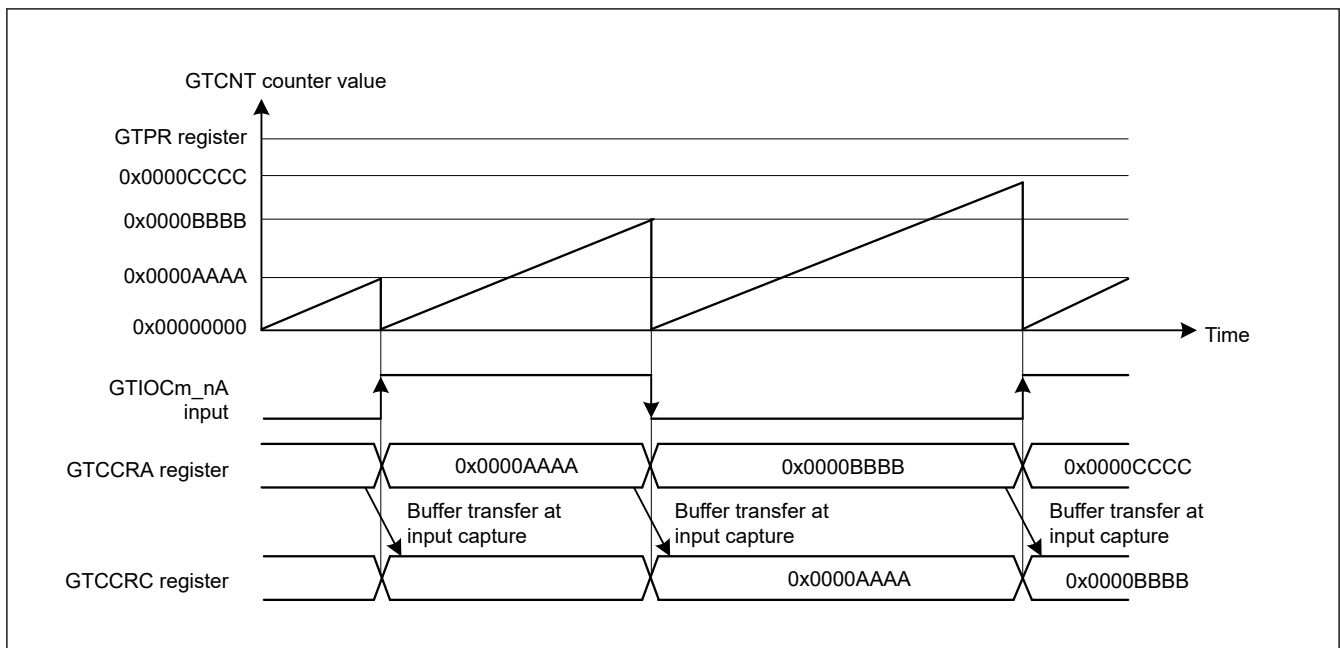 GTCNT counter value
GTPR register
0x0000CCCC
0x0000BBBB
0x0000AAAA
0x00000000
Time
GTIOCm_nA
input
GTCCRA register
0x0000AAAA
0x0000BBBB
0x0000CCCC
Buffer transfer at
input capture
Buffer transfer at
input capture
Buffer transfer at
input capture
GTCCRC register
0x0000AAAA
0x0000BBBB